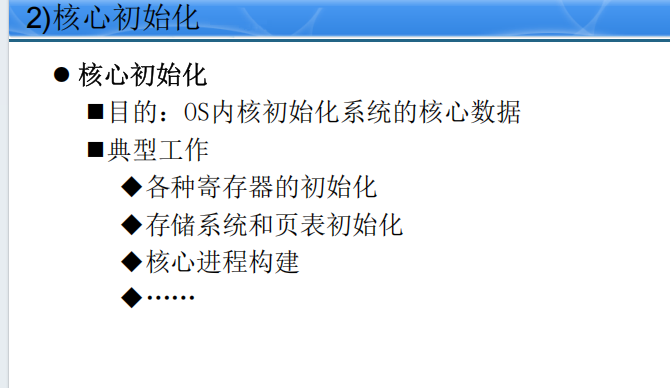 2)核心初始化
● 核心初始化
■目的：OS内核初始化系统的核心数据
■典型工作
◆各种寄存器的初始化
◆存储系统和页表初始化
◆核心进程构建
◆……